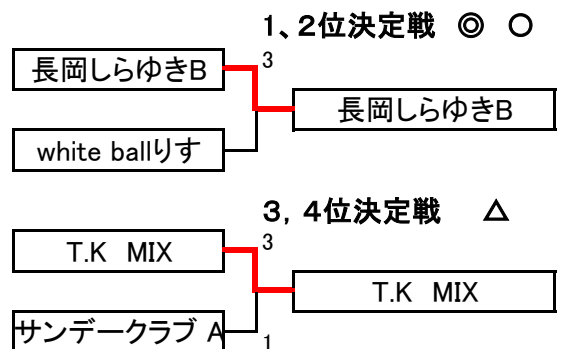 1、2位決定戦 ◎ ○
長岡しらゆきB
3
長岡しらゆきB
white ballりす
3，4位決定戦 △
T.K MIX
3
T.K MIX
サンデークラブ A
1